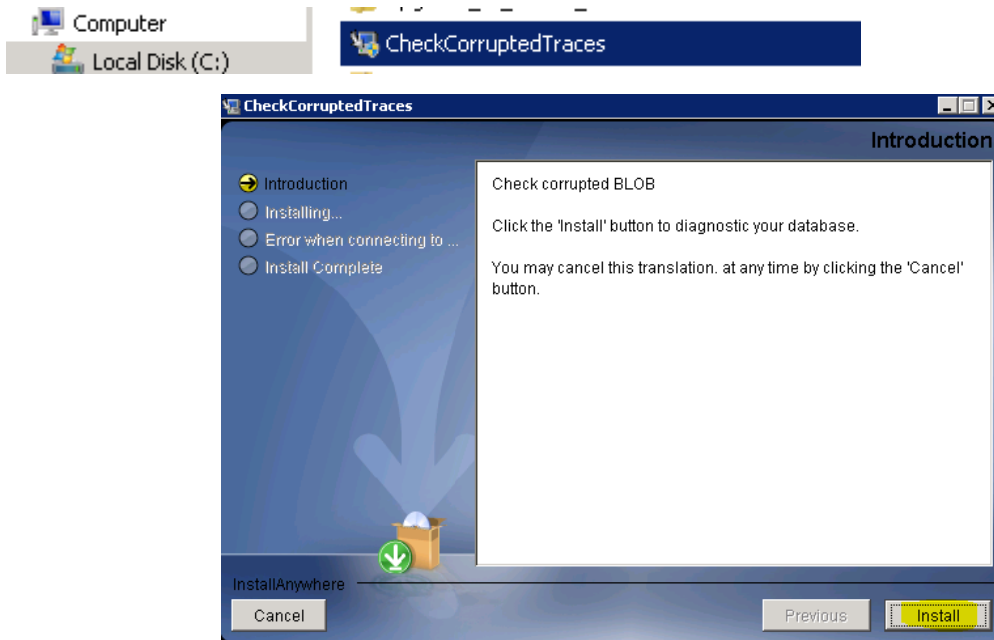 Computer
Local Disk (C:)
CheckCorruptedTraces
CheckCorruptedTraces
Introduction
Introduction
Installing...
Error when connecting to ...
Install Complete
Check corrupted BLOB
Click the 'Install' button to diagnostic your database.
You may cancel this translation. at any time by clicking the 'Cancel'
button.
InstallAnywhere
Cancel
Previous
Install